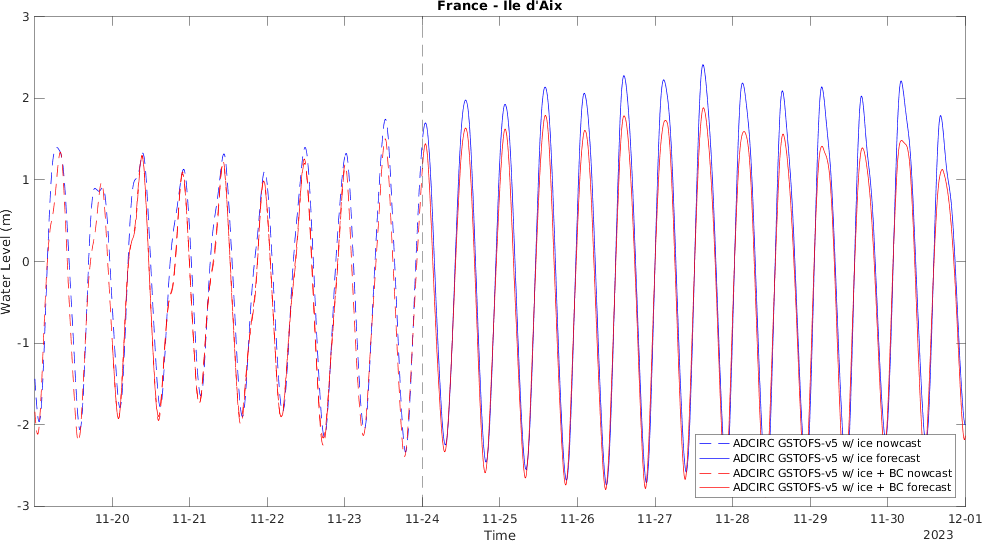 France - Ile d'Aix
3
2
1
0
-1
-2
-3
Water Level (m)
ADCIRC GSTOFS-v5 w/ ice nowcast
ADCIRC GSTOFS-v5 w/ ice forecast
ADCIRC GSTOFS-v5 w/ ice + BC nowcast
ADCIRC GSTOFS-v5 w/ ice + BC forecast
11-20 11-21 11-22 11-23 11-24 11-25 11-26 11-27 11-28 11-29 11-30 12-01
Time
2023